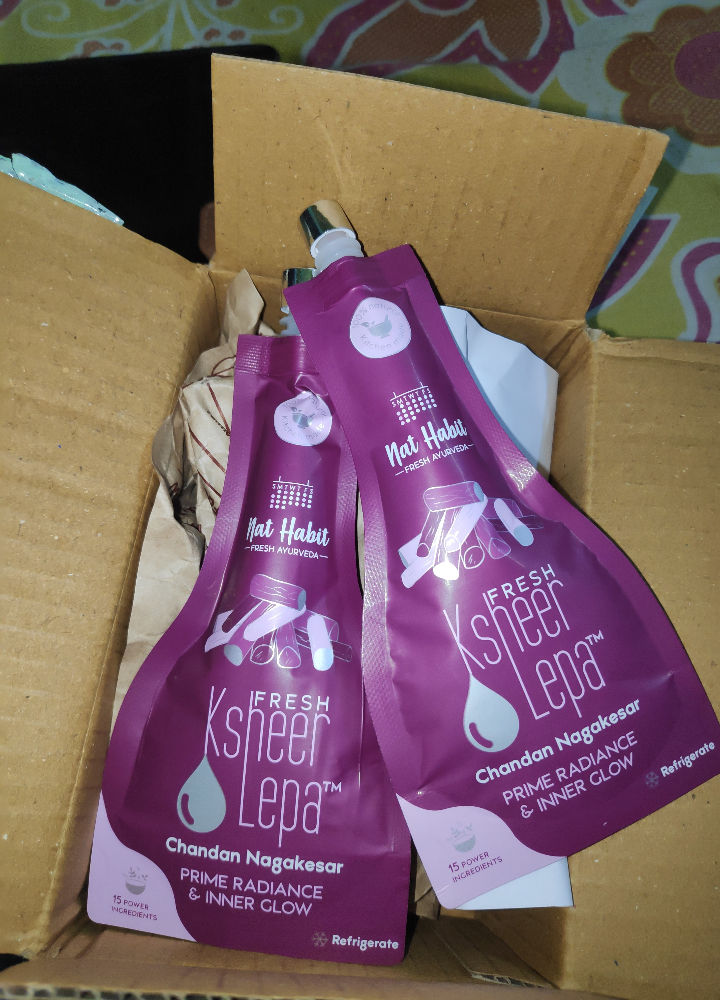 S M T W T F S
Nat Habit
FRESH AYURVEDA
FRESH
Ksheer
Lepa™
Chandan Nagakesar
PRIME RADIANCE
& INNER GLOW
15 POWER
INGREDIENTS
Refrigerate
S M T W T F S
Nat Habit
FRESH AYURVEDA
FRESH
Ksheer
Lepa™
Chandan Nagakesar
PRIME RADIANCE
& INNER GLOW
15 POWER
INGREDIENTS
Refrigerate